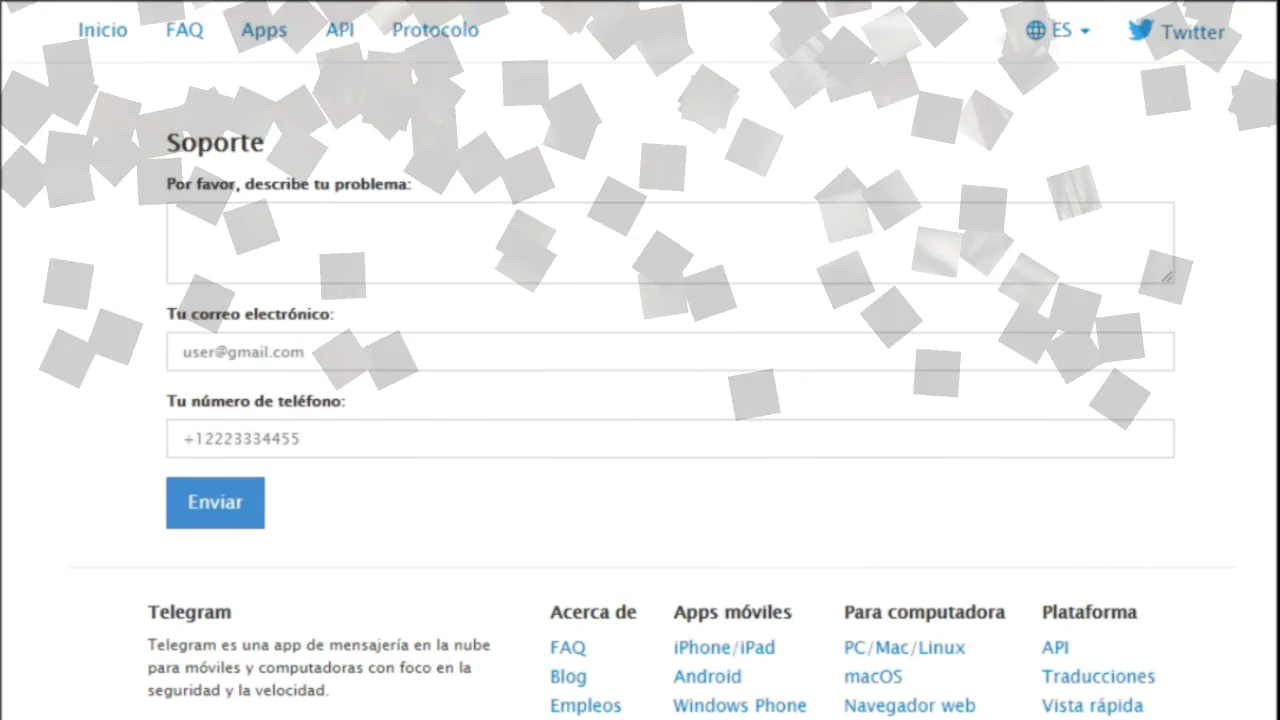 Inicio FAQ Apps API Protocolo ES Twitter
Soporte
Por favor, describe tu problema:
Tu correo electrónico:
user@gmail.com
Tu número de teléfono:
+12223334455
Enviar
Telegram
Telegram es una app de mensajería en la nube
para móviles y computadoras con foco en la
seguridad y la velocidad.
Acerca de
FAQ
Blog
Empleos
Apps móviles
iPhone/iPad
Android
Windows Phone
Para computadora
PC/Mac/Linux
macOS
Navegador web
Plataforma
API
Traducciones
Vista rápida